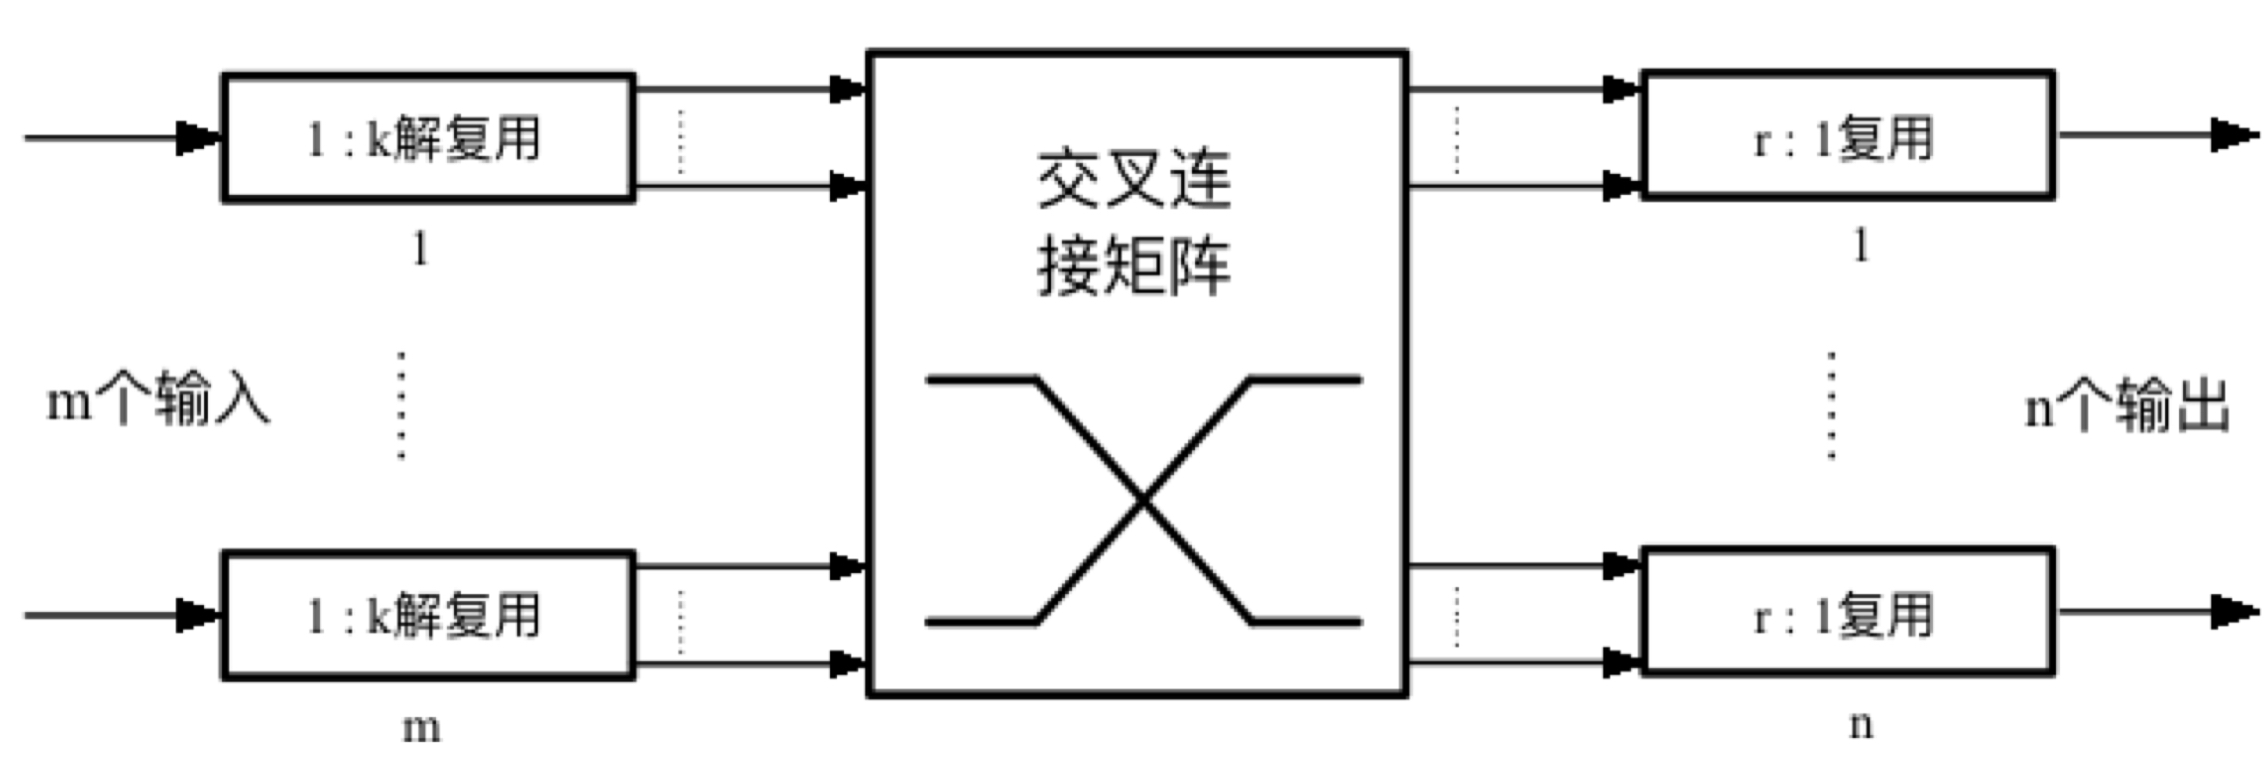 1 : k解复用
1
m个输入
1 : k解复用
m
交叉连
接矩阵
r : 1复用
1
n个输出
r : 1复用
n